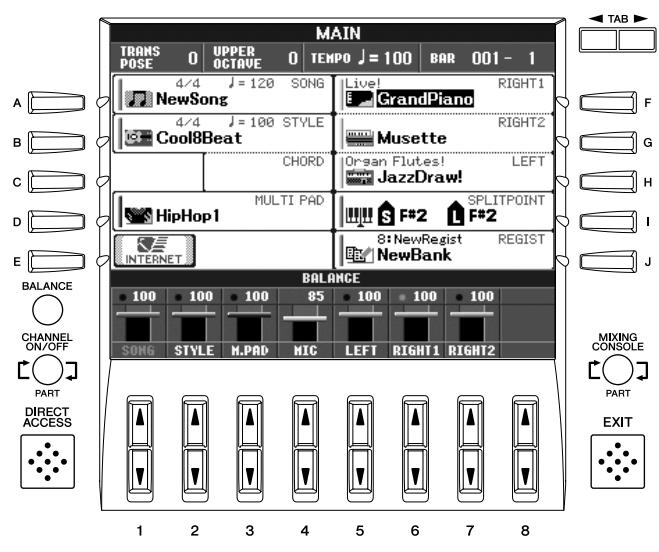 MAIN
◄ TAB ►
TRANS POSE 0 UPPER OCTAVE 0 TEMPO ♩=100 BAR 001- 1
4/4 ♩=120 SONG
NewSong
Live! RIGHT1
GrandPiano
4/4 ♩=100 STYLE
Cool8Beat
RIGHT2
Musette
CHORD
Organ Flutes! LEFT
JazzDraw!
MULTI PAD
HipHop1
SPLITPOINT
S F#2 L F#2
INTERNET
8:NewRegist REGIST
NewBank
A
B
C
D
E
F
G
H
I
J
BALANCE
BALANCE
100 100 100 85 100 100 100
SONG STYLE M.PAD MIC LEFT RIGHT1 RIGHT2
CHANNEL
ON/OFF
PART
MIXING
CONSOLE
PART
DIRECT
ACCESS
EXIT
1 2 3 4 5 6 7 8